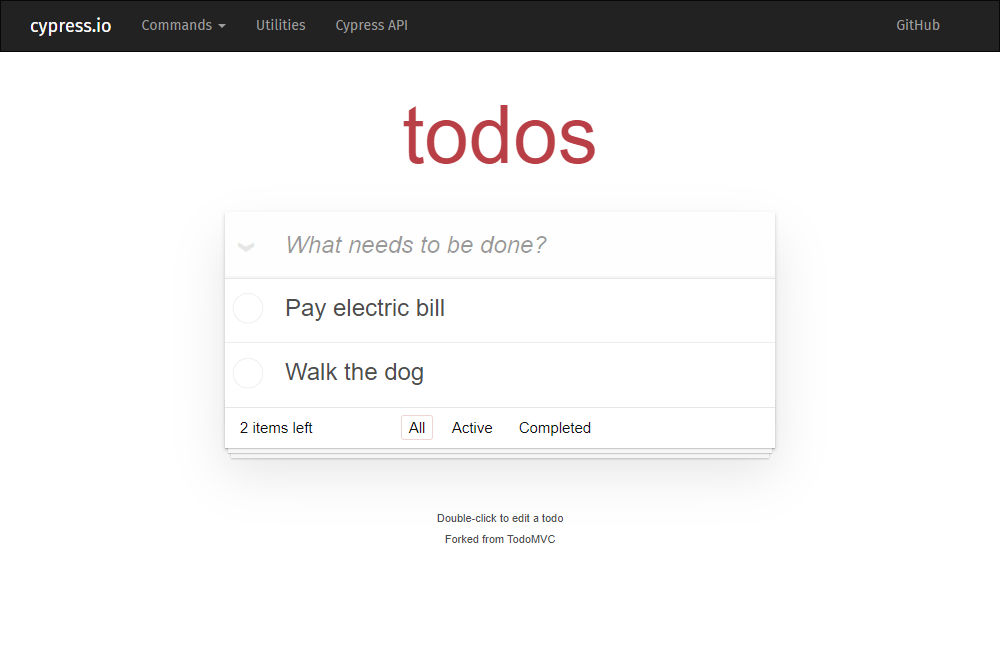 cypress.io Commands Utilities Cypress API GitHub
todos
What needs to be done?
Pay electric bill
Walk the dog
2 items left All Active Completed
Double-click to edit a todo
Forked from TodoMVC